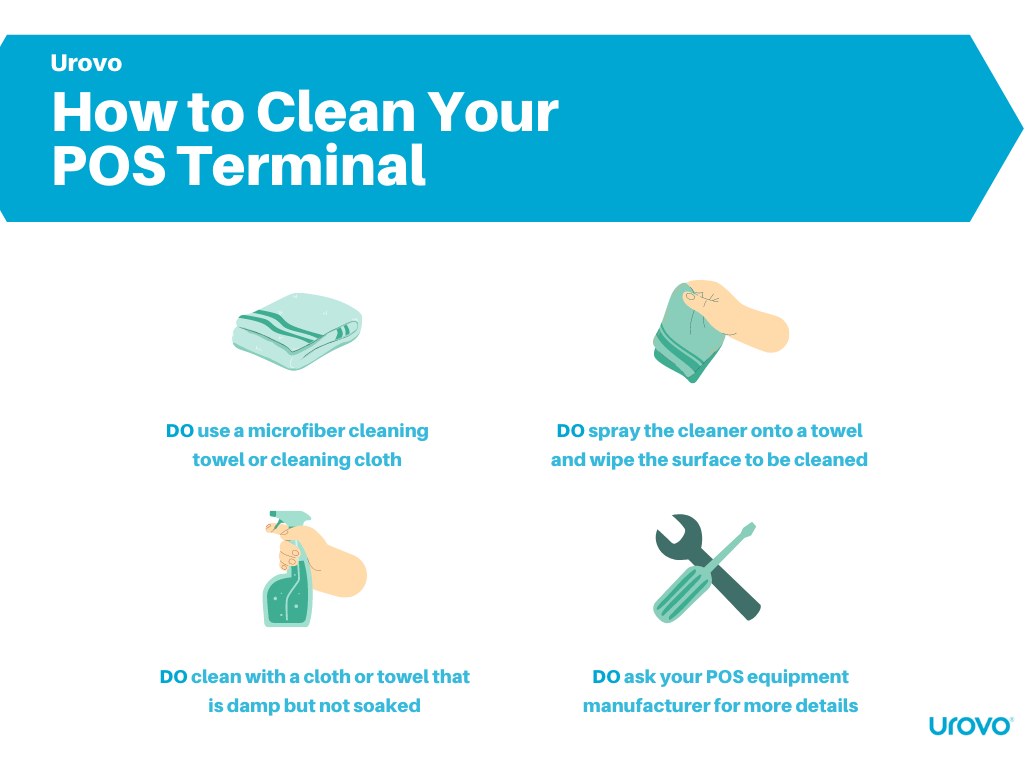 Urovo
How to Clean Your
POS Terminal
DO use a microfiber cleaning
towel or cleaning cloth
DO spray the cleaner onto a towel
and wipe the surface to be cleaned
DO clean with a cloth or towel that
is damp but not soaked
DO ask your POS equipment
manufacturer for more details
urovo®